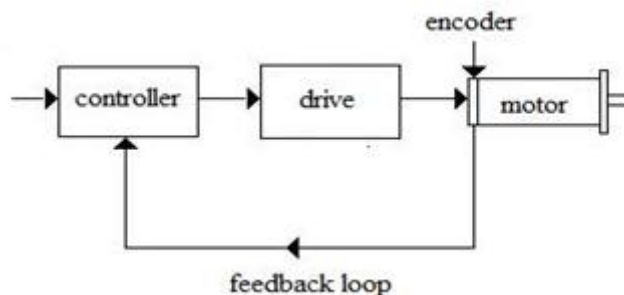 encoder
controller
drive
motor
feedback loop